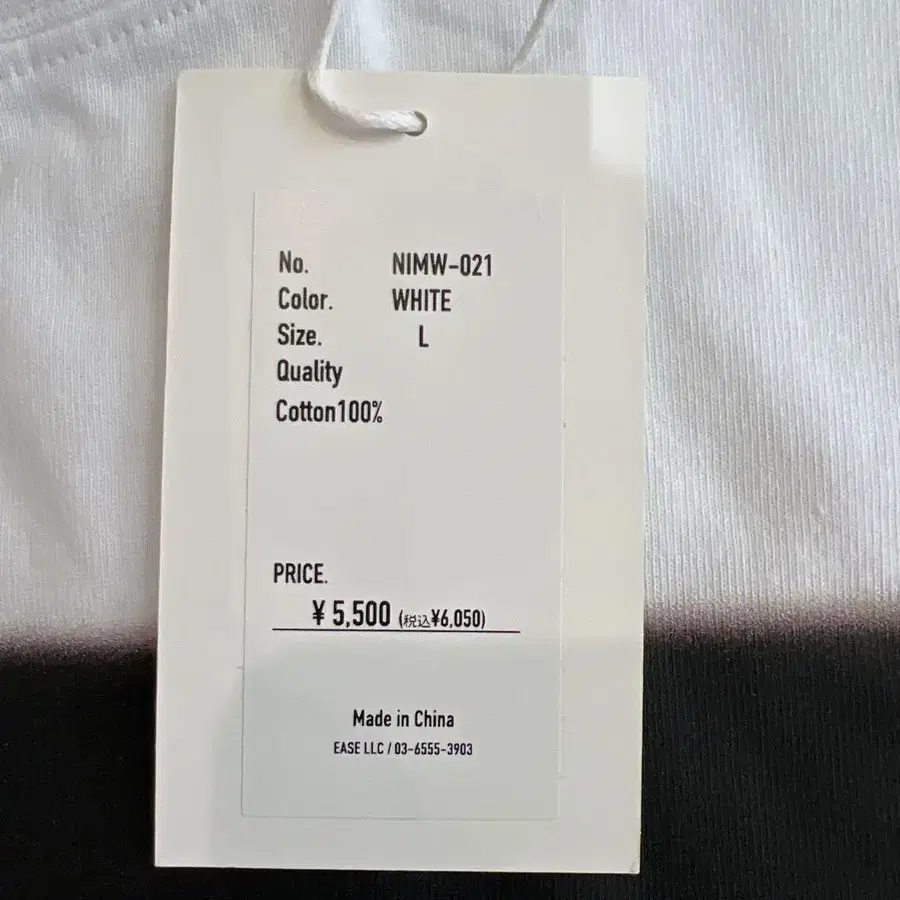 No. NIMW-021
Color. WHITE
Size. L
Quality
Cotton100%
PRICE.
¥ 5,500 (税込¥6,050)
Made in China
EASE LLC / 03-6555-3903